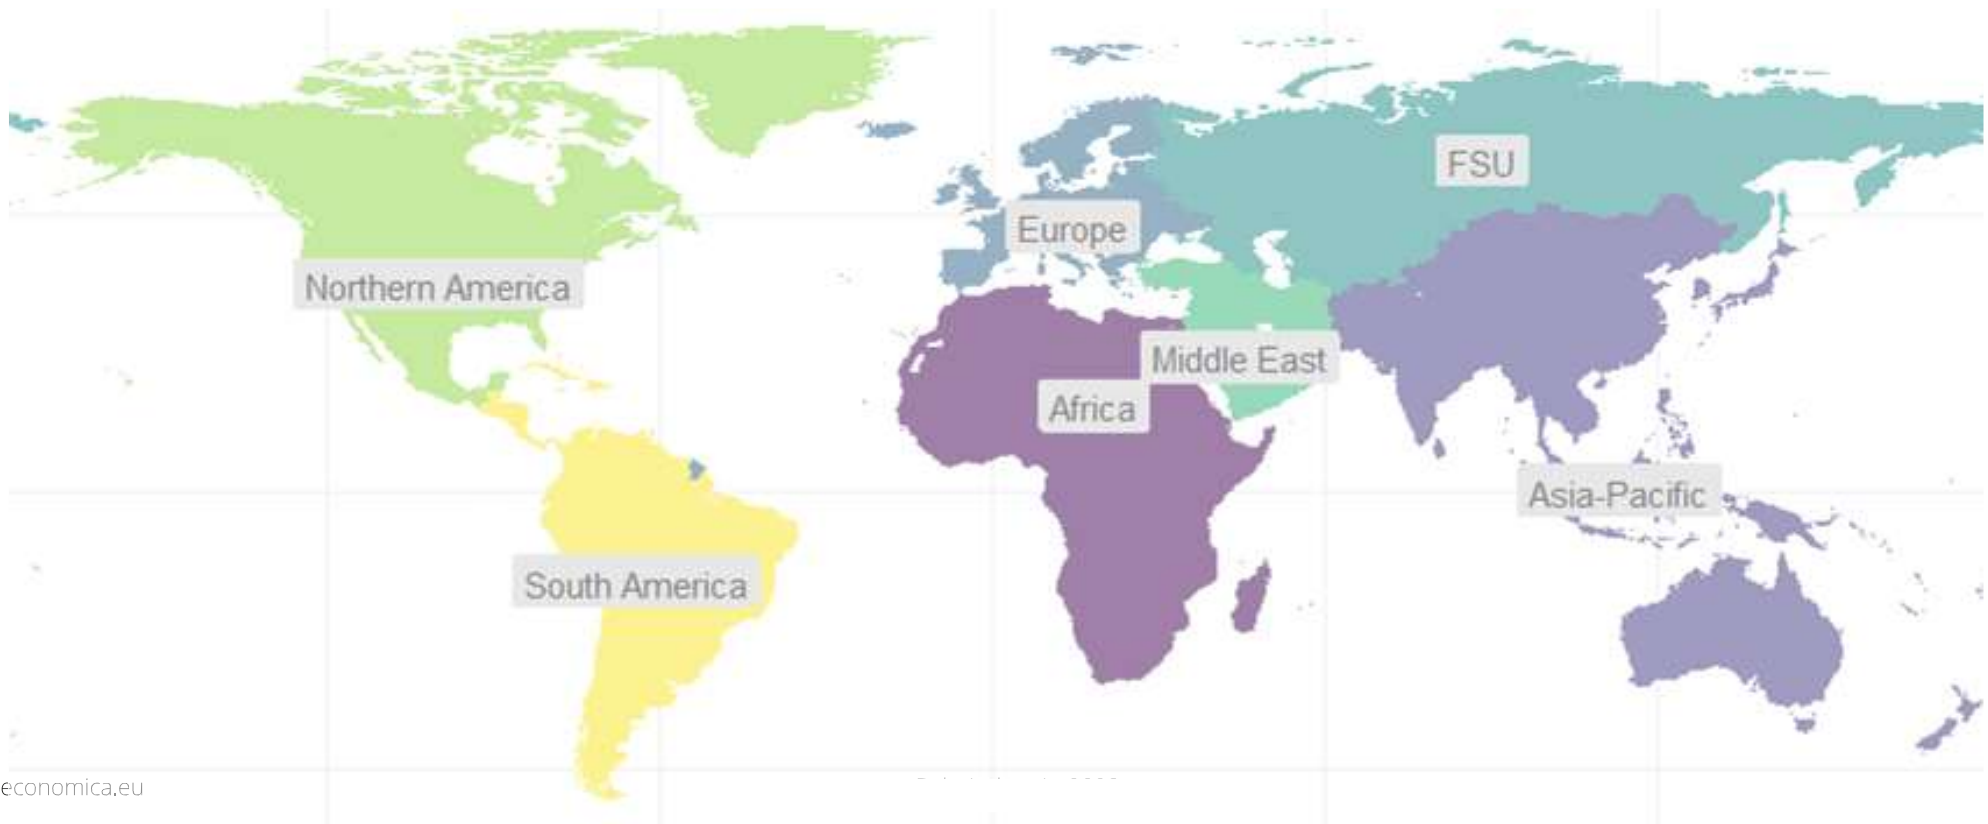 FSU
Europe
Northern America
Middle East
Africa
Asia-Pacific
South America
economica.eu